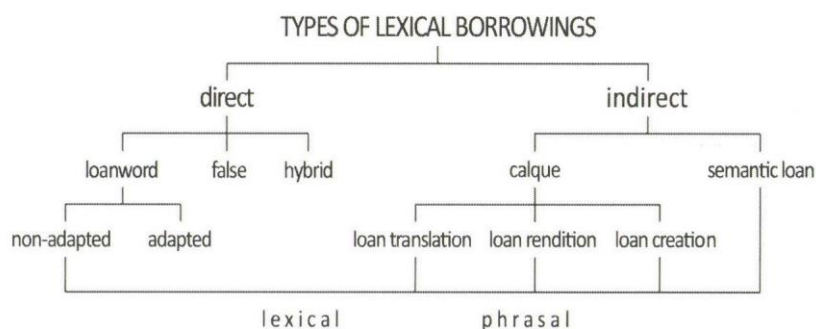 TYPES OF LEXICAL BORROWINGS
direct indirect
loanword false hybrid calque semantic loan
non-adapted adapted loan translation loan rendition loan creation
lexical phrasal